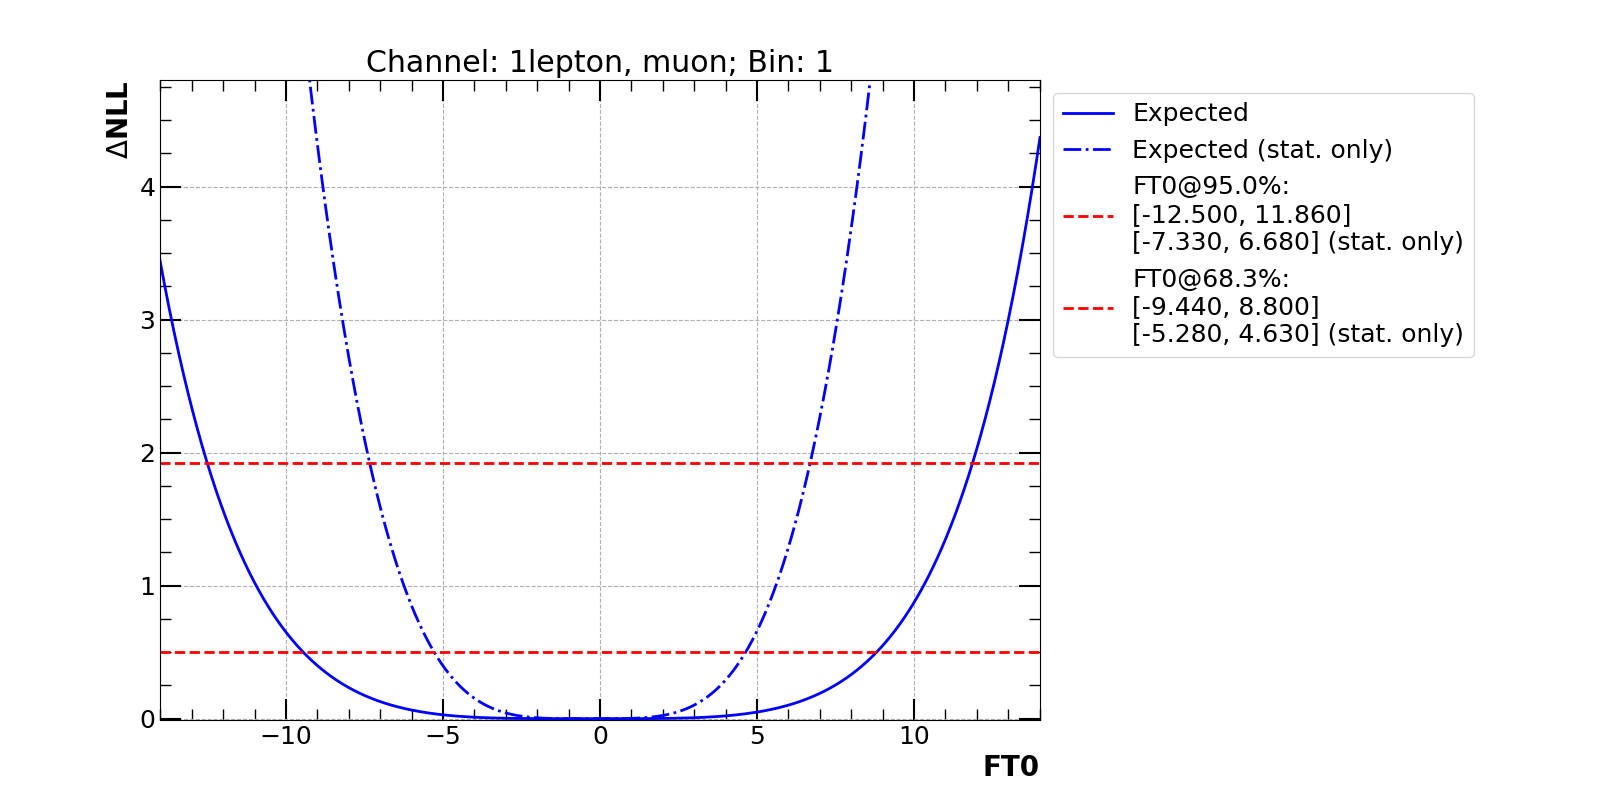 Channel: 1lepton, muon; Bin: 1
ΔNLL
4
3
2
1
0
−10
−5
0
5
10
FT0
Expected
Expected (stat. only)
FT0@95.0%:
[-12.500, 11.860]
[-7.330, 6.680] (stat. only)
FT0@68.3%:
[-9.440, 8.800]
[-5.280, 4.630] (stat. only)